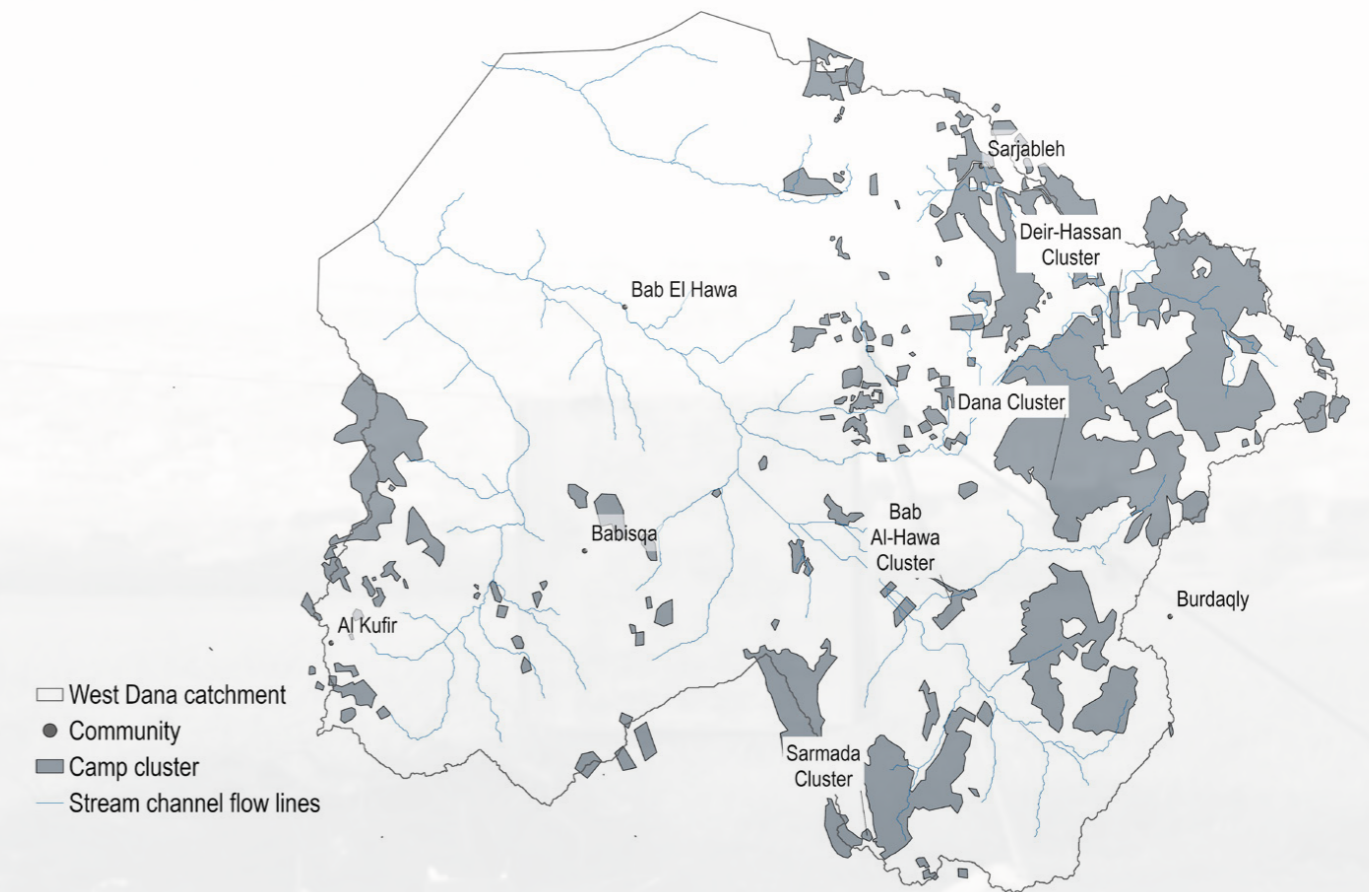 Sarjableh
Deir-Hassan
Cluster
Bab El Hawa
Dana Cluster
Bab
Al-Hawa
Cluster
Babisqa
Burdaqly
Al Kufir
Sarmada
Cluster
West Dana catchment
Community
Camp cluster
Stream channel flow lines